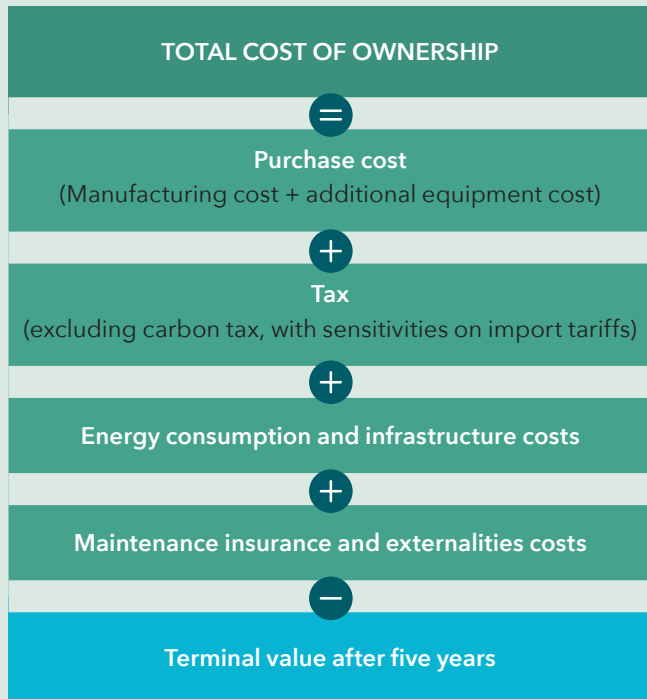 TOTAL COST OF OWNERSHIP
=
Purchase cost
(Manufacturing cost + additional equipment cost)
+
Tax
(excluding carbon tax, with sensitivities on import tariffs)
+
Energy consumption and infrastructure costs
+
Maintenance insurance and externalities costs
−
Terminal value after five years